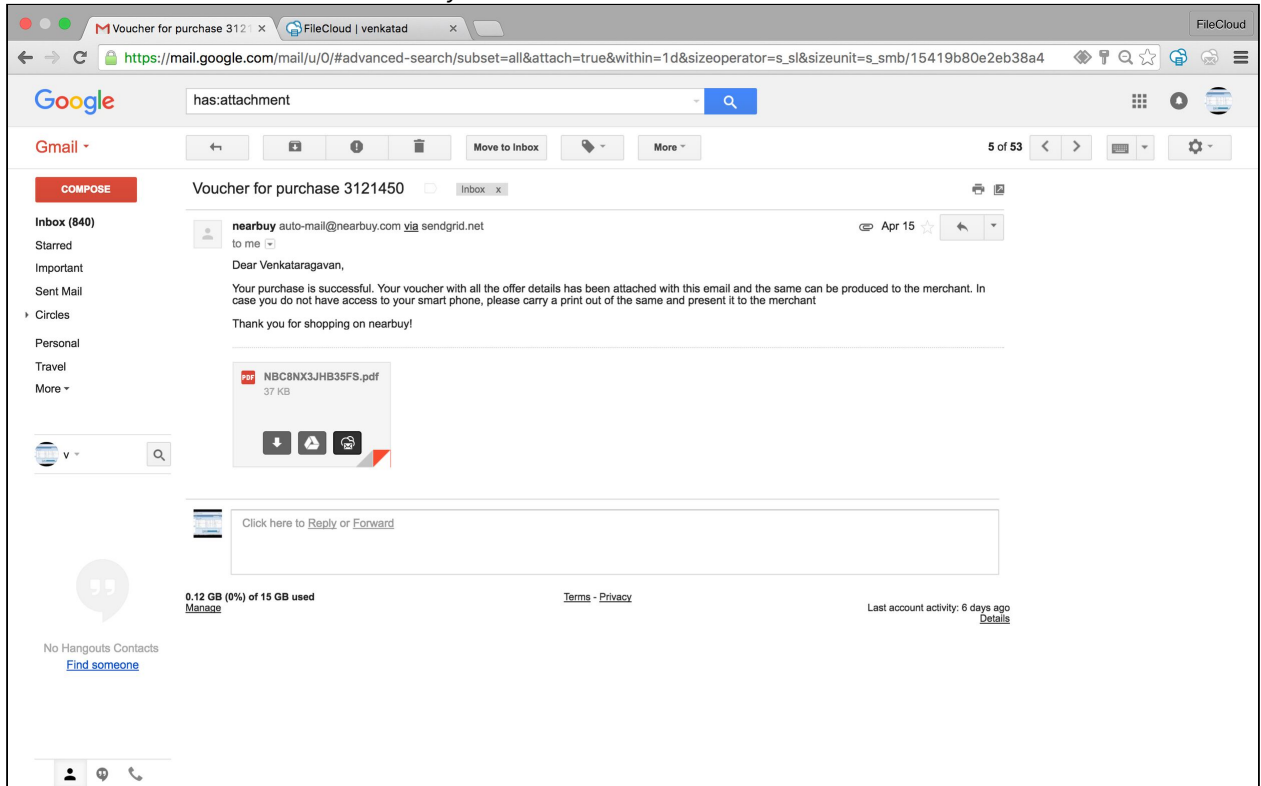 Voucher for purchase 3121
FileCloud | venkatad
FileCloud
https://mail.google.com/mail/u/0/#advanced-search/subset=all&attach=true&within=1d&sizeoperator=s_sl&sizeunit=s_smb/15419b80e2eb38a4
Google
has:attachment
Gmail
Move to Inbox
More
5 of 53
COMPOSE
Voucher for purchase 3121450
Inbox x
Inbox (840)
Starred
Important
Sent Mail
Circles
Personal
Travel
More
nearbuy auto-mail@nearbuy.com via sendgrid.net
Apr 15
to me
Dear Venkataragavan,
Your purchase is successful. Your voucher with all the offer details has been attached with this email and the same can be produced to the merchant. In
case you do not have access to your smart phone, please carry a print out of the same and present it to the merchant
Thank you for shopping on nearbuy!
PDF NBC8NX3JHB35FS.pdf
37 KB
v
Click here to Reply or Forward
0.12 GB (0%) of 15 GB used
Manage
Terms - Privacy
Last account activity: 6 days ago
Details
No Hangouts Contacts
Find someone